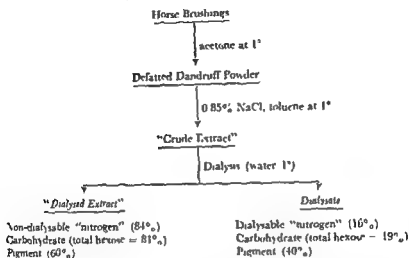 Horse Brushings
acetone at 1°
Defatted Dandruff Powder
0 85% NaCl, toluene at 1°
"Crude Extract"
Dialysis (water 1°)
"Dialysed Extract"
Non-dialysable "nitrogen" (84%)
Carbohydrate (total hexose = 81%)
Pigment (60%)
Dialysate
Dialysable "nitrogen" (16%)
Carbohydrate (total hexose - 19%)
Pigment (40%)